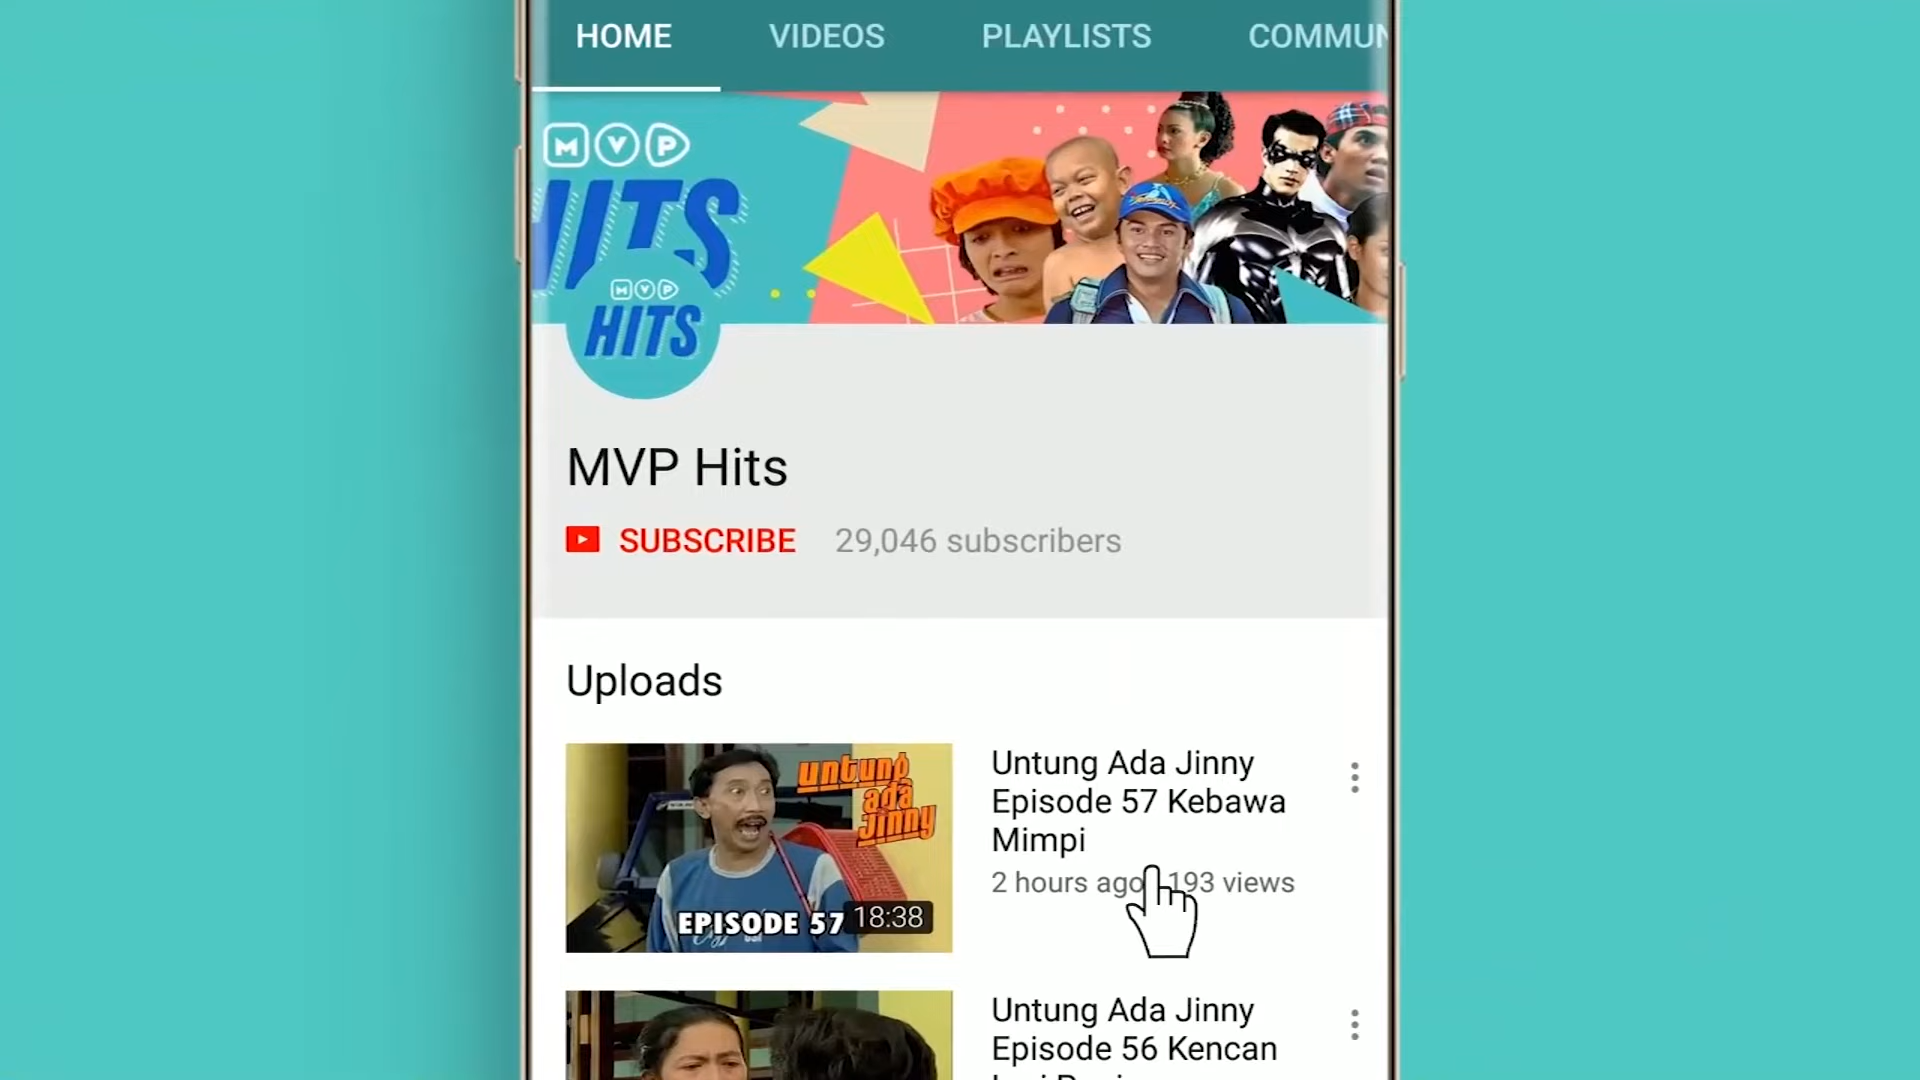 HOME VIDEOS PLAYLISTS COMMUN
MVP
HITS
MVP
HITS
MVP Hits
SUBSCRIBE 29,046 subscribers
Uploads
untung
ada
jinny
EPISODE 57 18:38
Untung Ada Jinny
Episode 57 Kebawa
Mimpi
2 hours ago 193 views
Untung Ada Jinny
Episode 56 Kencan